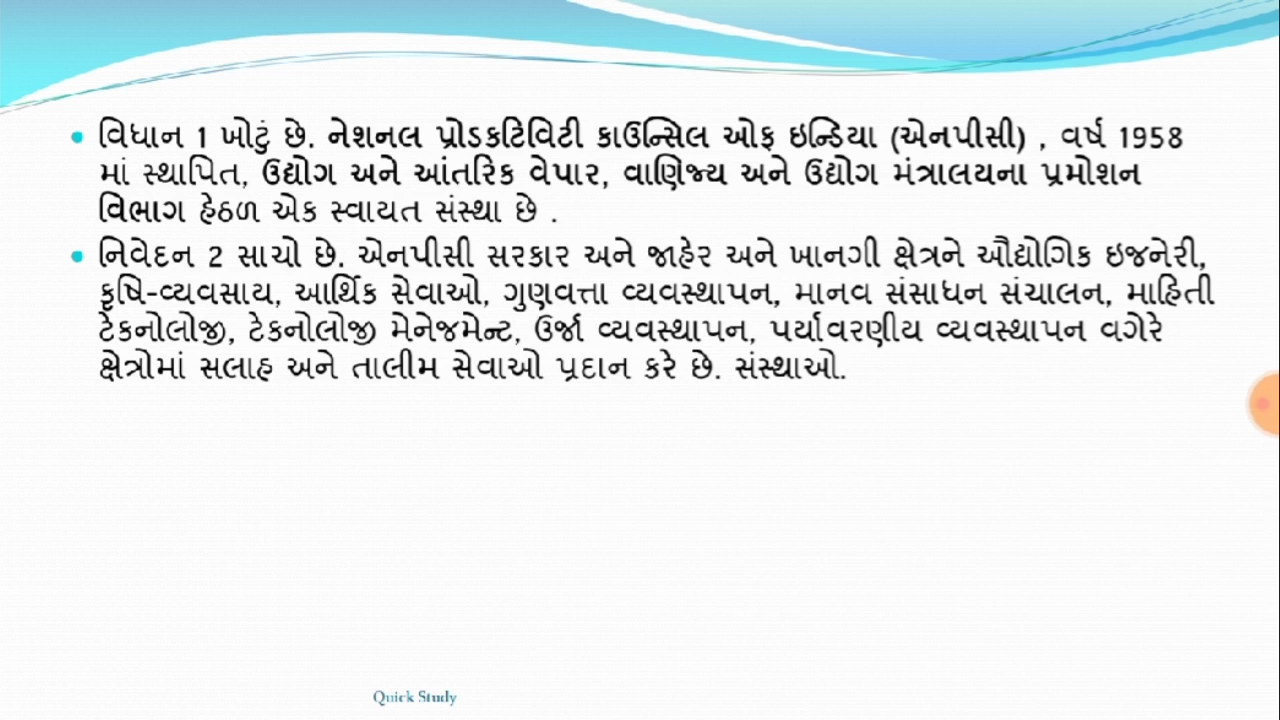 વિધાન 1 ખોટું છે. નેશનલ પ્રોડકટિવિટી કાઉન્સિલ ઓફ ઇન્ડિયા (એનપીસી) , વર્ષ 1958
માં સ્થાપિત, ઉદ્યોગ અને આંતરિક વેપાર, વાણિજ્ય અને ઉદ્યોગ મંત્રાલયના પ્રમોશન
વિભાગ હેઠળ એક સ્વાયત સંસ્થા છે .
નિવેદન 2 સાચો છે. એનપીસી સરકાર અને જાહેર અને ખાનગી ક્ષેત્રને ઔદ્યોગિક ઇજનેરી,
કૃષિ-વ્યવસાય, આર્થિક સેવાઓ, ગુણવત્તા વ્યવસ્થાપન, માનવ સંસાધન સંચાલન, માહિતી
ટેકનોલોજી, ટેકનોલોજી મેનેજમેન્ટ, ઉર્જા વ્યવસ્થાપન, પર્યાવરણીય વ્યવસ્થાપન વગેરે
ક્ષેત્રોમાં સલાહ અને તાલીમ સેવાઓ પ્રદાન કરે છે. સંસ્થાઓ.
Quick Study